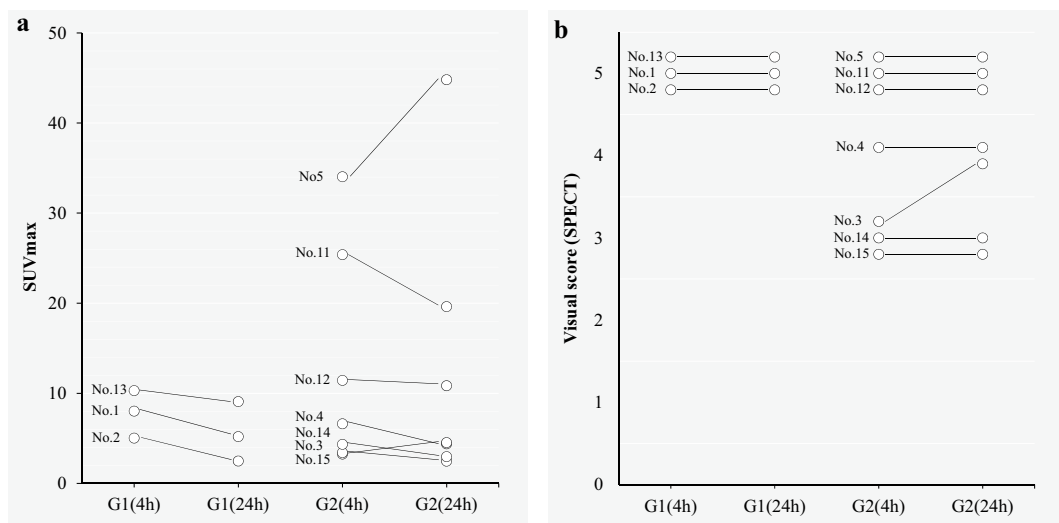 a
50
40
30
20
10
0
SUVmax
No5
No.11
No.12
No.13
No.1
No.2
No.4
No.14
No.3
No.15
G1(4h) G1(24h) G2(4h) G2(24h)
b
5
4
3
2
1
0
Visual score (SPECT)
No.13
No.1
No.2
No.5
No.11
No.12
No.4
No.3
No.14
No.15
G1(4h) G1(24h) G2(4h) G2(24h)